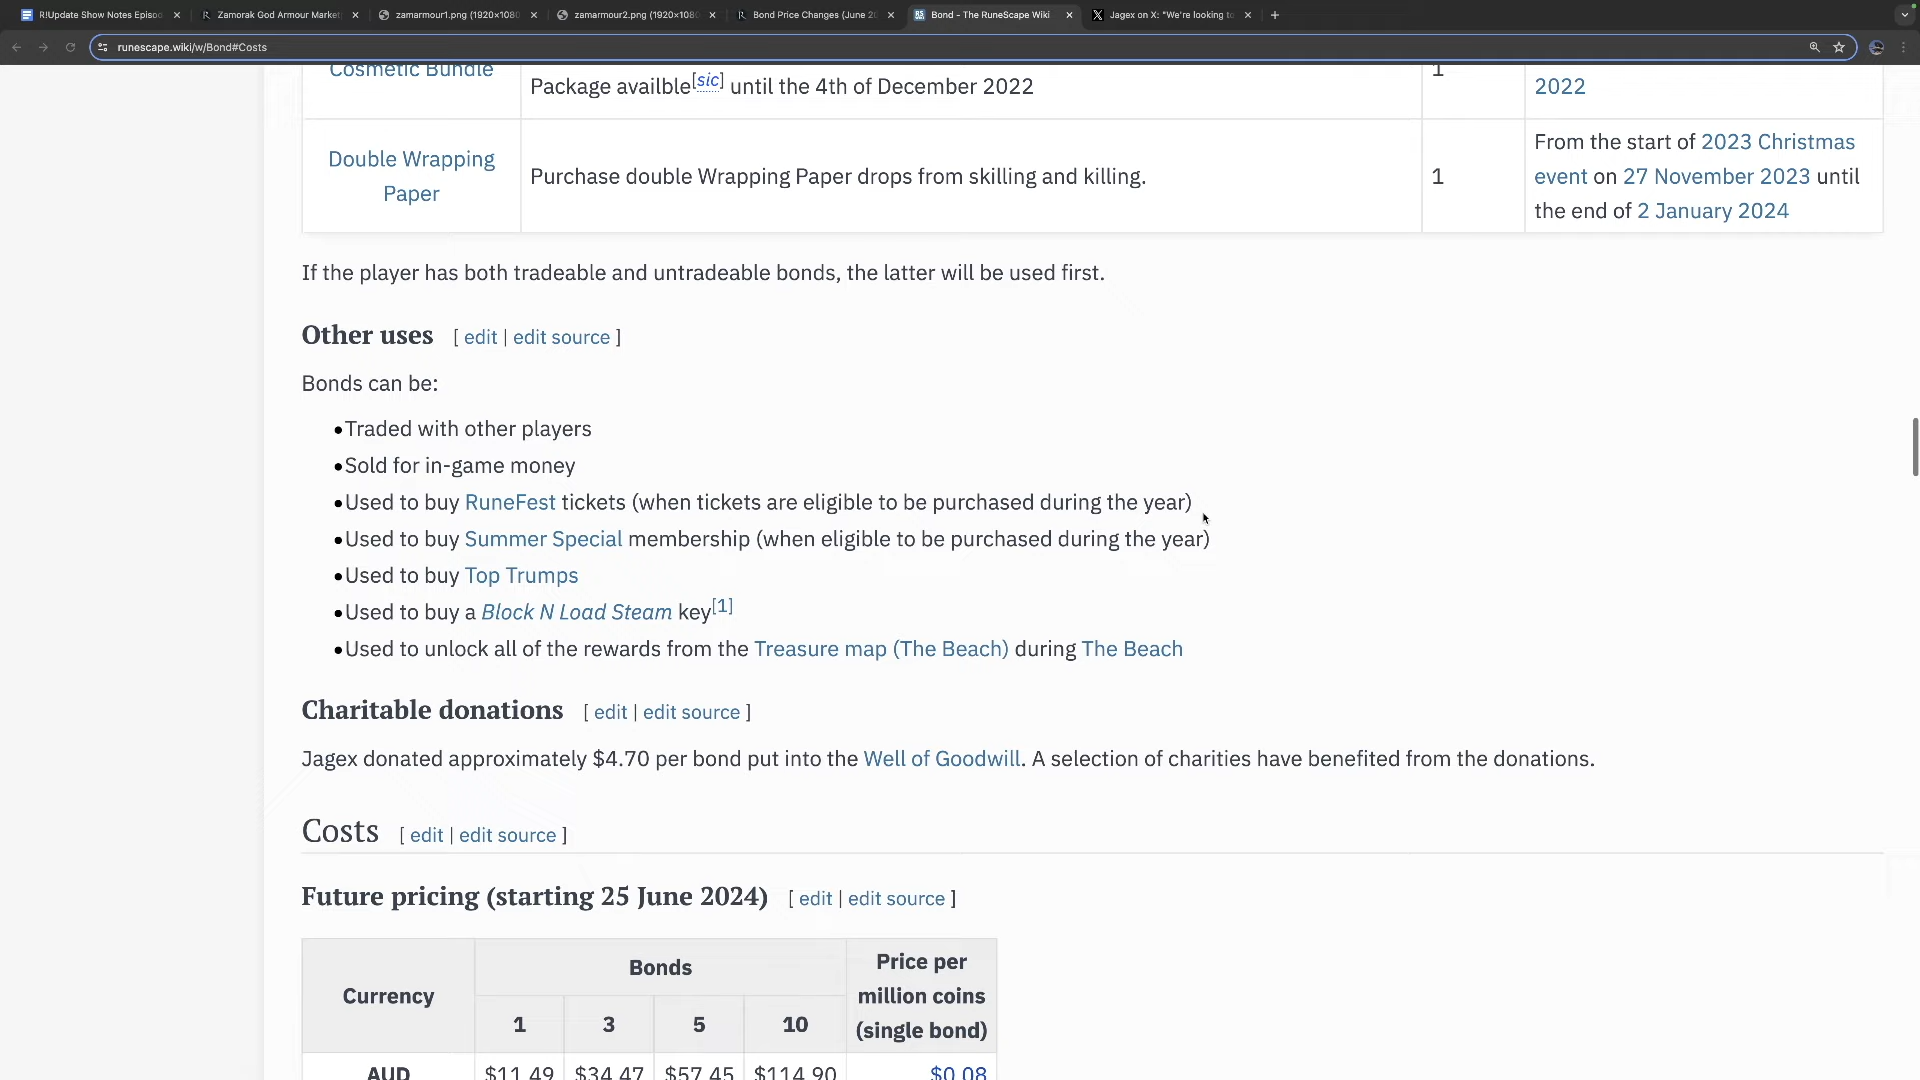 R!Update Show Notes Episo
Zamorak God Armour Market
zamarmour1.png (1920×1080
zamarmour2.png (1920×1080
Bond Price Changes (June 2
Bond - The RuneScape Wiki
Jagex on X: "We're looking to
runescape.wiki/w/Bond#Costs
Cosmetic Bundle
Package availble[sic] until the 4th of December 2022
1
2022
Double Wrapping
Paper
Purchase double Wrapping Paper drops from skilling and killing.
1
From the start of 2023 Christmas
event on 27 November 2023 until
the end of 2 January 2024
If the player has both tradeable and untradeable bonds, the latter will be used first.
Other uses [ edit | edit source ]
Bonds can be:
•Traded with other players
•Sold for in-game money
•Used to buy RuneFest tickets (when tickets are eligible to be purchased during the year)
•Used to buy Summer Special membership (when eligible to be purchased during the year)
•Used to buy Top Trumps
•Used to buy a Block N Load Steam key[1]
•Used to unlock all of the rewards from the Treasure map (The Beach) during The Beach
Charitable donations [ edit | edit source ]
Jagex donated approximately $4.70 per bond put into the Well of Goodwill. A selection of charities have benefited from the donations.
Costs [ edit | edit source ]
Future pricing (starting 25 June 2024) [ edit | edit source ]
Currency
Bonds
Price per
million coins
(single bond)
1 3 5 10
AUD $11.49 $34.47 $57.45 $114.90 $0.08